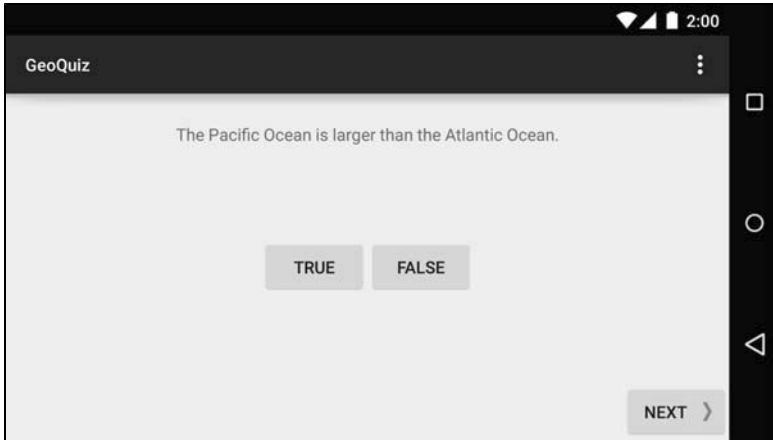 2:00
GeoQuiz
The Pacific Ocean is larger than the Atlantic Ocean.
TRUE FALSE
NEXT